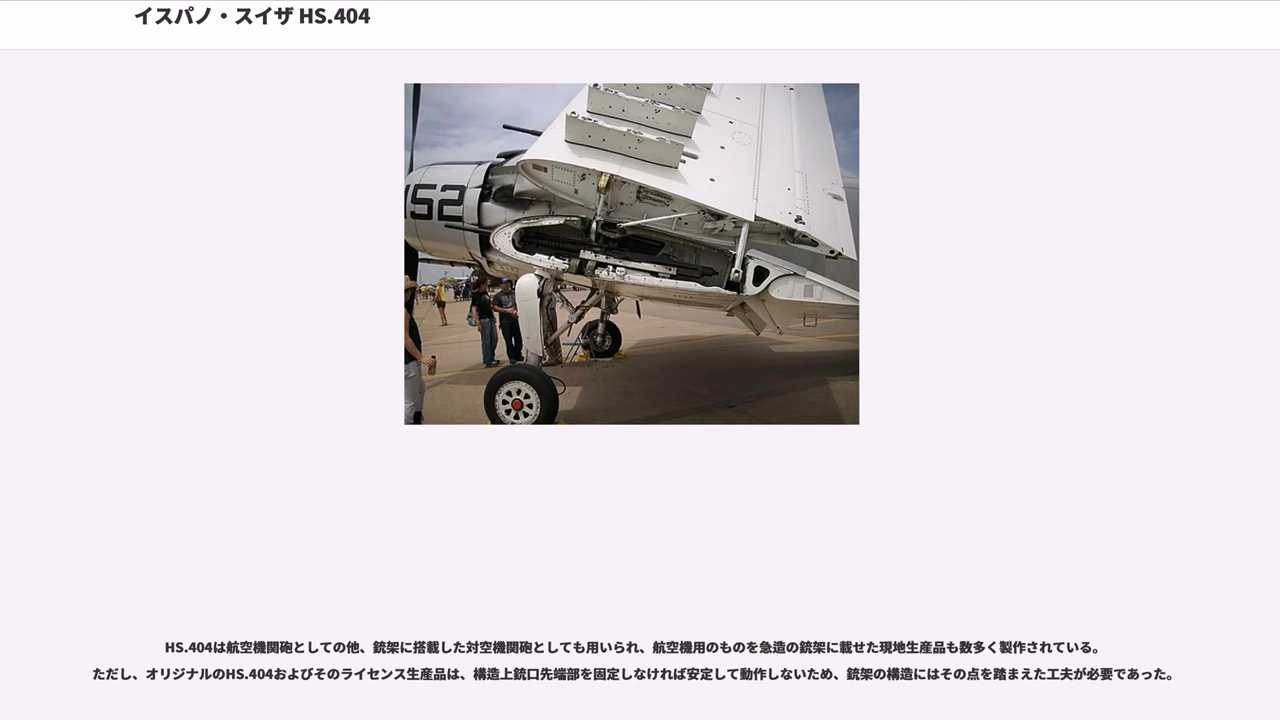 イスパノ・スイザ HS.404
152
HS.404は航空機関砲としての他、銃架に搭載した対空機関砲としても用いられ、航空機用のものを急造の銃架に載せた現地生産品も数多く製作されている。
ただし、オリジナルのHS.404およびそのライセンス生産品は、構造上銃口先端部を固定しなければ安定して動作しないため、銃架の構造にはその点を踏まえた工夫が必要であった。